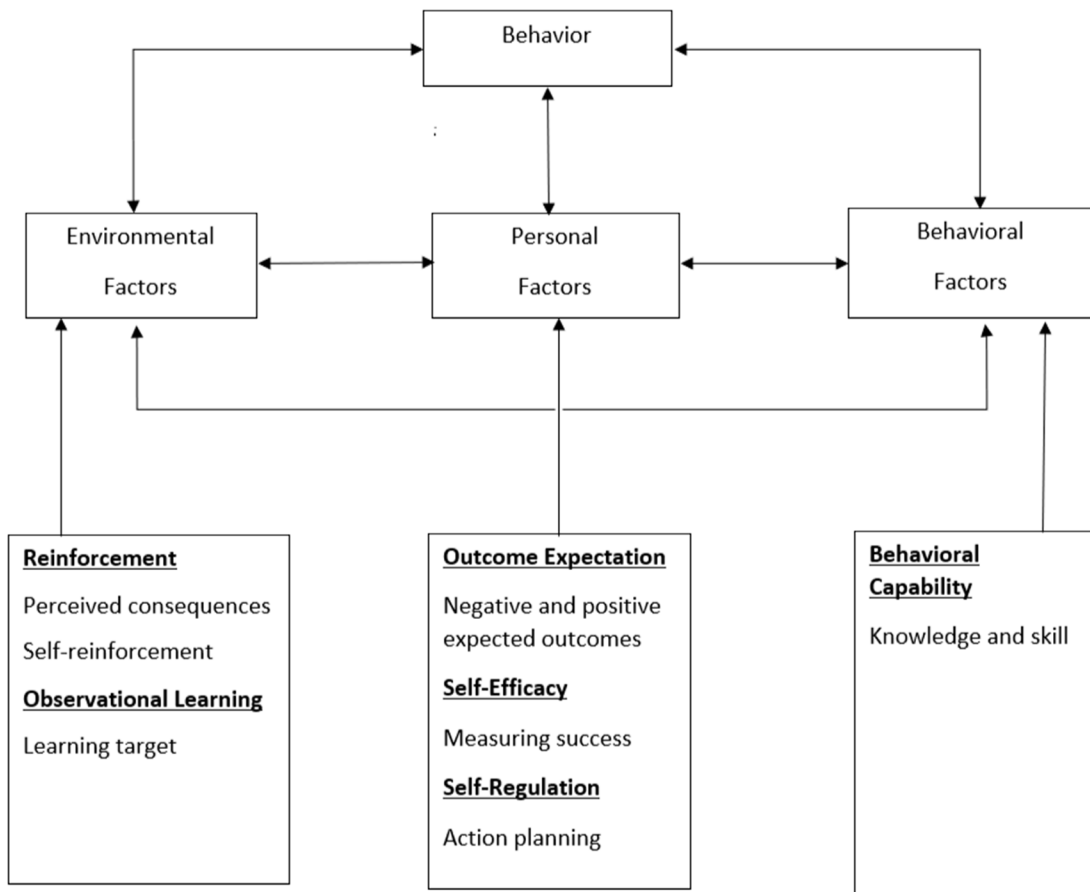 Behavior
;
Environmental
Factors
Personal
Factors
Behavioral
Factors
Reinforcement
Perceived consequences
Self-reinforcement
Observational Learning
Learning target
Outcome Expectation
Negative and positive
expected outcomes
Self-Efficacy
Measuring success
Self-Regulation
Action planning
Behavioral
Capability
Knowledge and skill